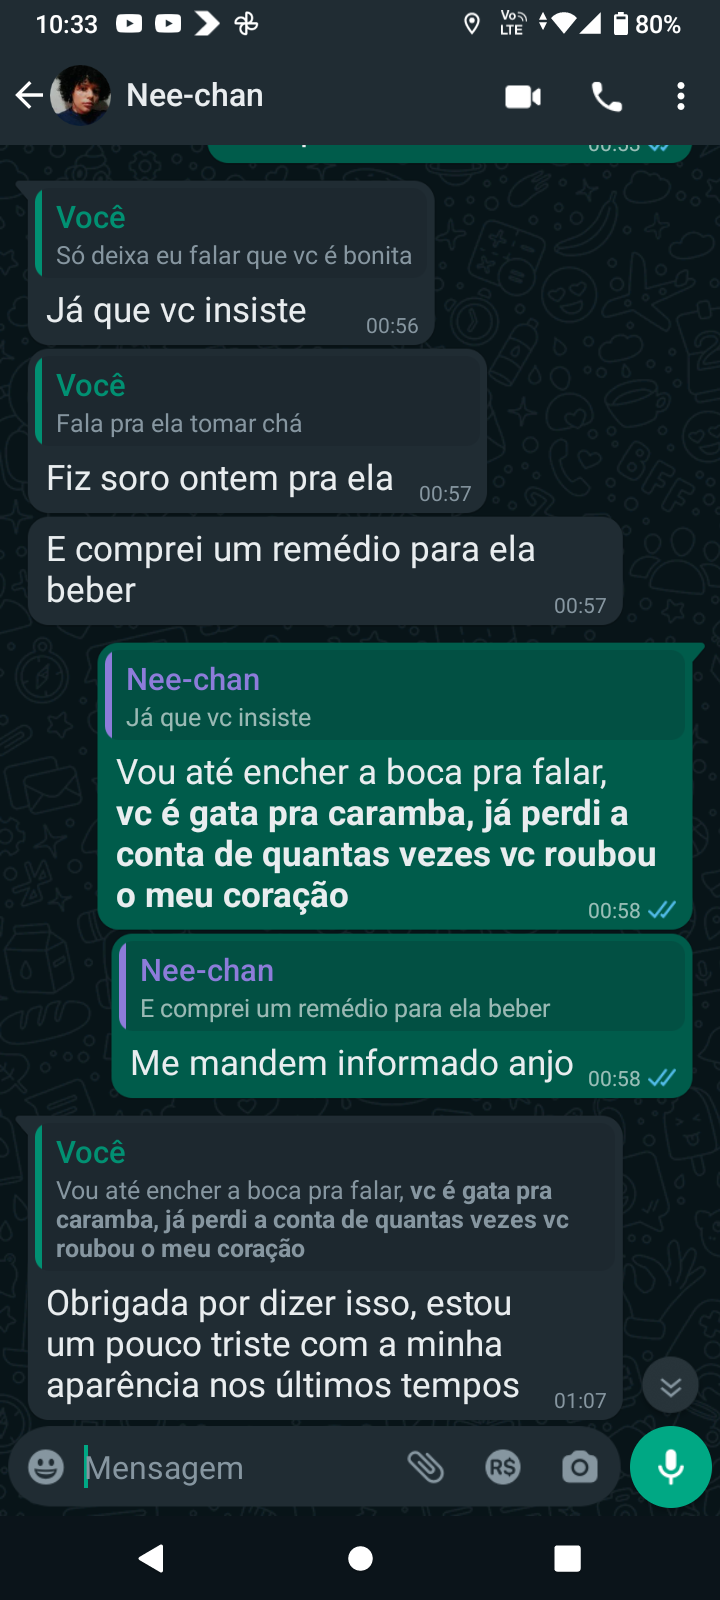 10:33
Vo
LTE
80%
Nee-chan
00:55
Você
Só deixa eu falar que vc é bonita
Já que vc insiste
00:56
Você
Fala pra ela tomar chá
Fiz soro ontem pra ela
00:57
E comprei um remédio para ela
beber
00:57
Nee-chan
Já que vc insiste
Vou até encher a boca pra falar,
vc é gata pra caramba, já perdi a
conta de quantas vezes vc roubou
o meu coração
00:58
Nee-chan
E comprei um remédio para ela beber
Me mandem informado anjo
00:58
Você
Vou até encher a boca pra falar, vc é gata pra
caramba, já perdi a conta de quantas vezes vc
roubou o meu coração
Obrigada por dizer isso, estou
um pouco triste com a minha
aparência nos últimos tempos
01:07
Mensagem
R$